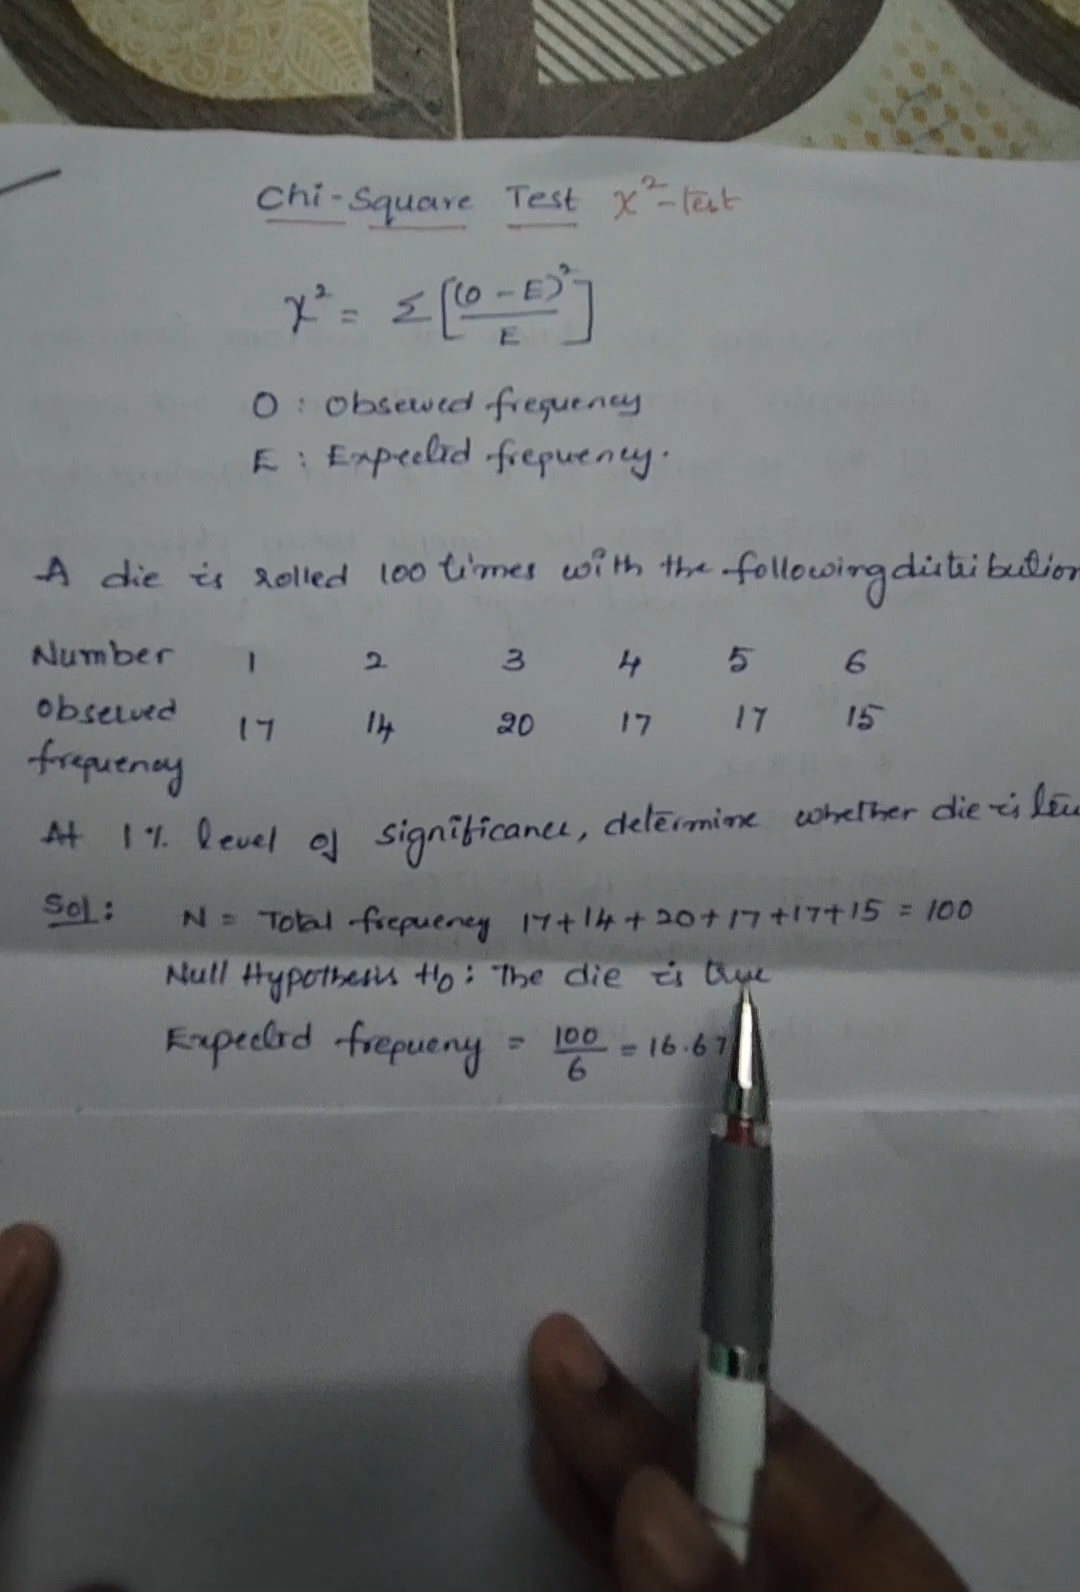 Chi-Square Test χ²-test
χ² = Σ [(O - E)² / E]
O : Observed frequency
E : Expected frequency.
A die is rolled 100 times with the following distribution
Number 1 2 3 4 5 6
Observed frequency 17 14 20 17 17 15
At 1% level of significance, determine whether die is
Sol: N = Total frequency 17+14+20+17+17+15 = 100
Null Hypothesis H₀: The die is true
Expected frequency = 100/6 = 16.67